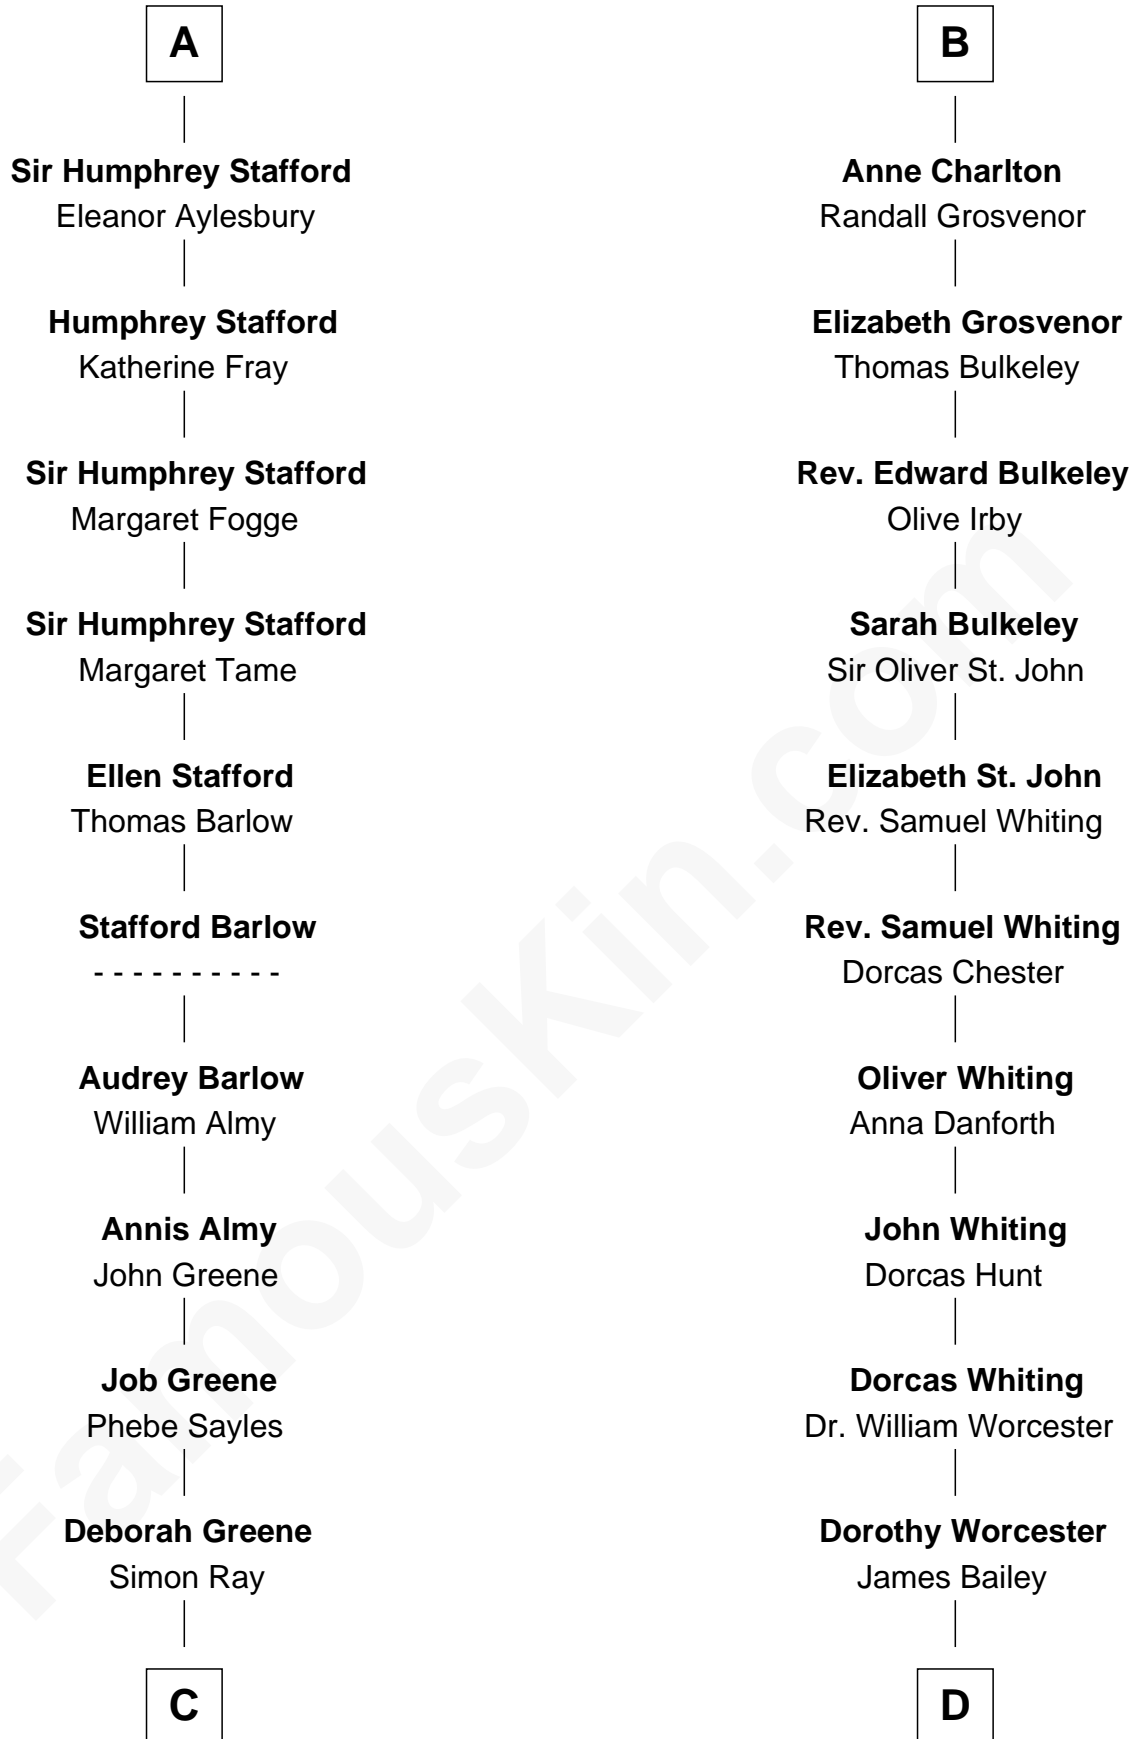 A
Sir Humphrey Stafford
Eleanor Aylesbury
Humphrey Stafford
Katherine Fray
Sir Humphrey Stafford
Margaret Fogge
Sir Humphrey Stafford
Margaret Tame
Ellen Stafford
Thomas Barlow
Stafford Barlow
- - - - - - - - - -
Audrey Barlow
William Almy
Annis Almy
John Greene
Job Greene
Phebe Sayles
Deborah Greene
Simon Ray
C
B
Anne Charlton
Randall Grosvenor
Elizabeth Grosvenor
Thomas Bulkeley
Rev. Edward Bulkeley
Olive Irby
Sarah Bulkeley
Sir Oliver St. John
Elizabeth St. John
Rev. Samuel Whiting
Rev. Samuel Whiting
Dorcas Chester
Oliver Whiting
Anna Danforth
John Whiting
Dorcas Hunt
Dorcas Whiting
Dr. William Worcester
Dorothy Worcester
James Bailey
D
FamousKin.com